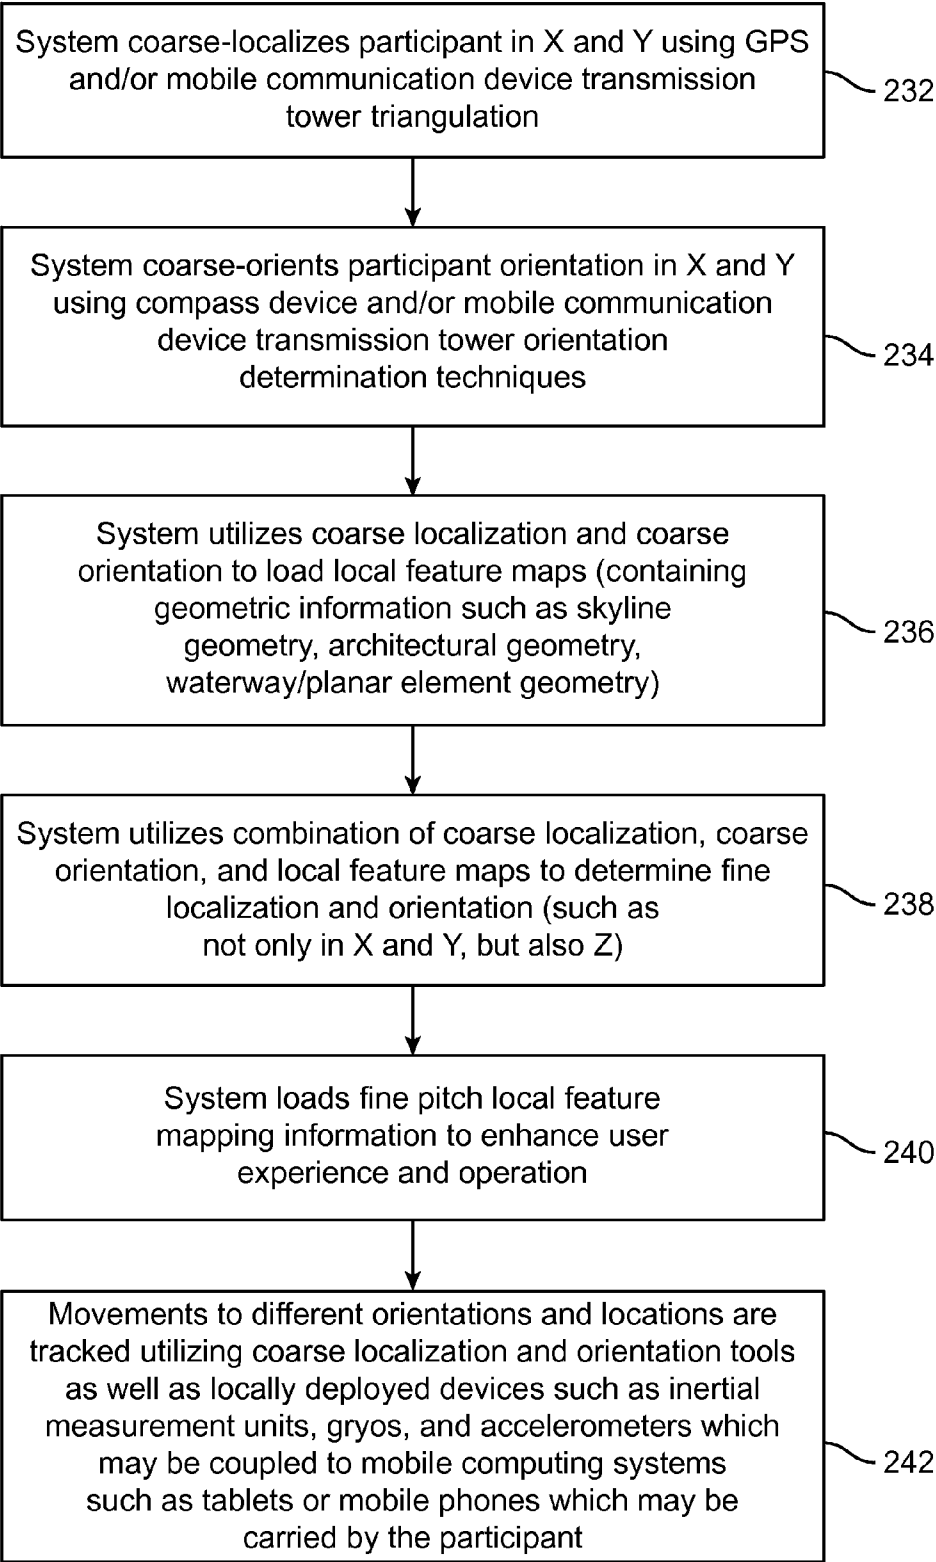 System coarse-localizes participant in X and Y using GPS
and/or mobile communication device transmission
tower triangulation
232
System coarse-orients participant orientation in X and Y
using compass device and/or mobile communication
device transmission tower orientation
determination techniques
234
System utilizes coarse localization and coarse
orientation to load local feature maps (containing
geometric information such as skyline
geometry, architectural geometry,
waterway/planar element geometry)
236
System utilizes combination of coarse localization, coarse
orientation, and local feature maps to determine fine
localization and orientation (such as
not only in X and Y, but also Z)
238
System loads fine pitch local feature
mapping information to enhance user
experience and operation
240
Movements to different orientations and locations are
tracked utilizing coarse localization and orientation tools
as well as locally deployed devices such as inertial
measurement units, gryos, and accelerometers which
may be coupled to mobile computing systems
such as tablets or mobile phones which may be
carried by the participant
242